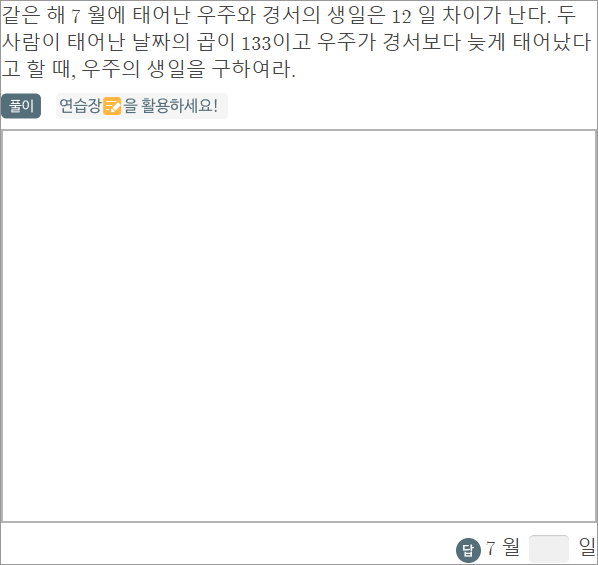 같은 해 7 월에 태어난 우주와 경서의 생일은 12 일 차이가 난다. 두
사람이 태어난 날짜의 곱이 133이고 우주가 경서보다 늦게 태어났다
고 할 때, 우주의 생일을 구하여라.
풀이 연습장을 활용하세요!
답 7 월 일